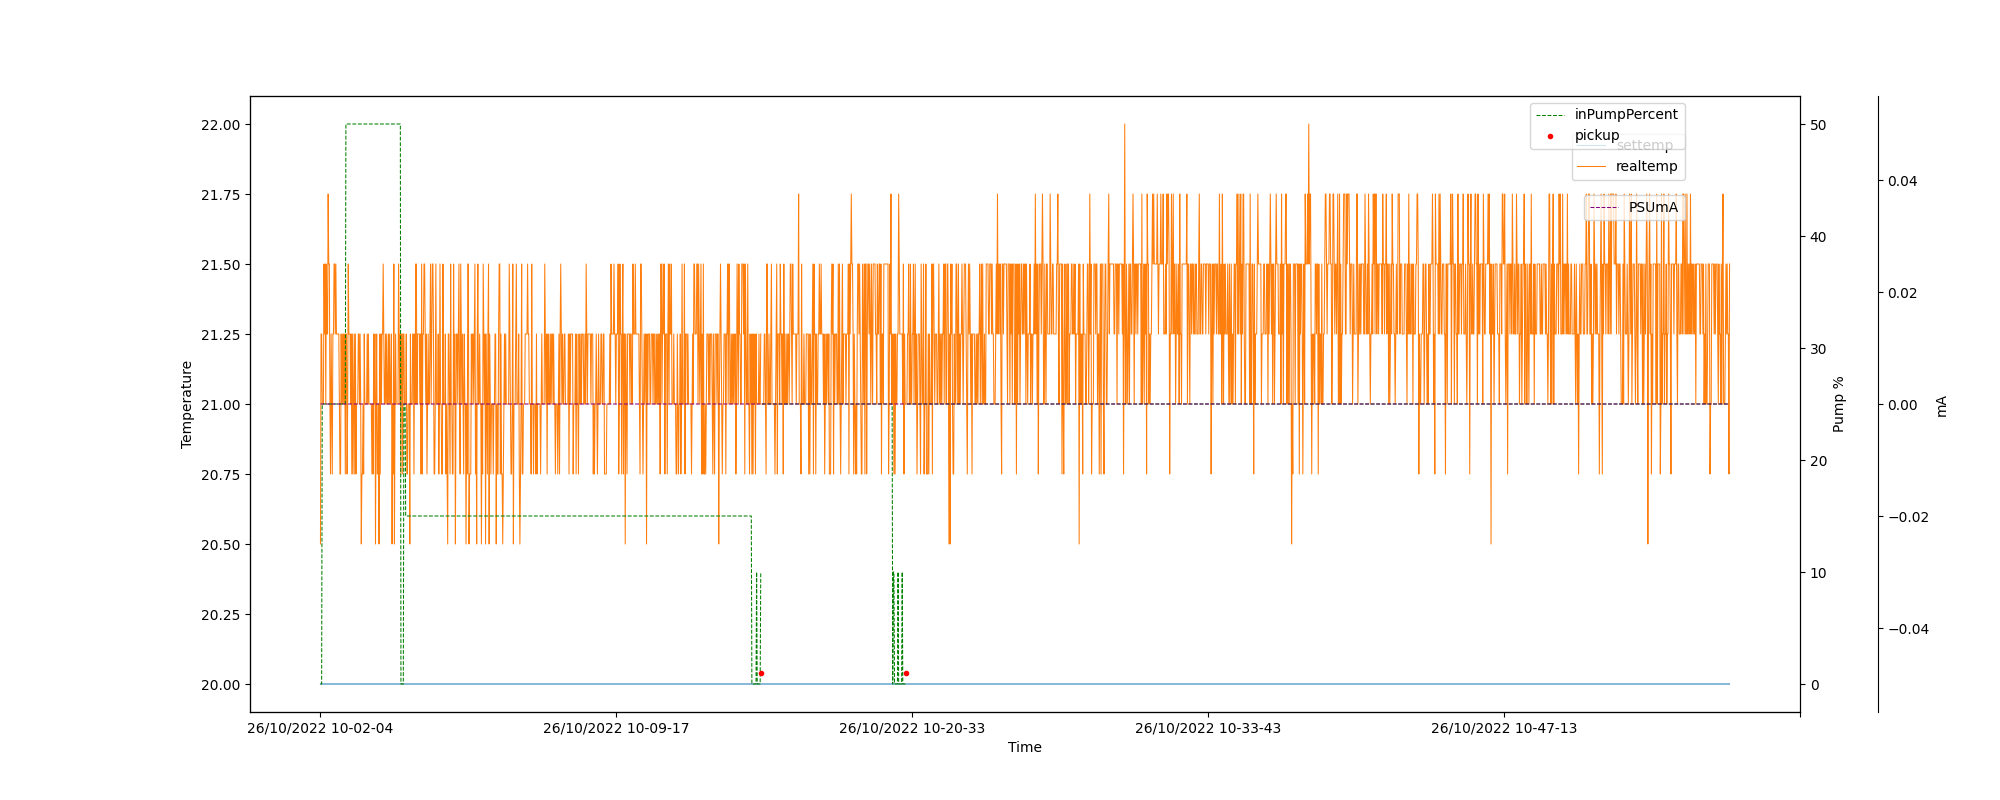 inPumpPercent
pickup
settemp
realtemp
PSUmA
22.00
21.75
21.50
21.25
21.00
20.75
20.50
20.25
20.00
Temperature
50
40
30
20
10
0
Pump %
0.04
0.02
0.00
−0.02
−0.04
mA
26/10/2022 10-02-04
26/10/2022 10-09-17
26/10/2022 10-20-33
26/10/2022 10-33-43
26/10/2022 10-47-13
Time